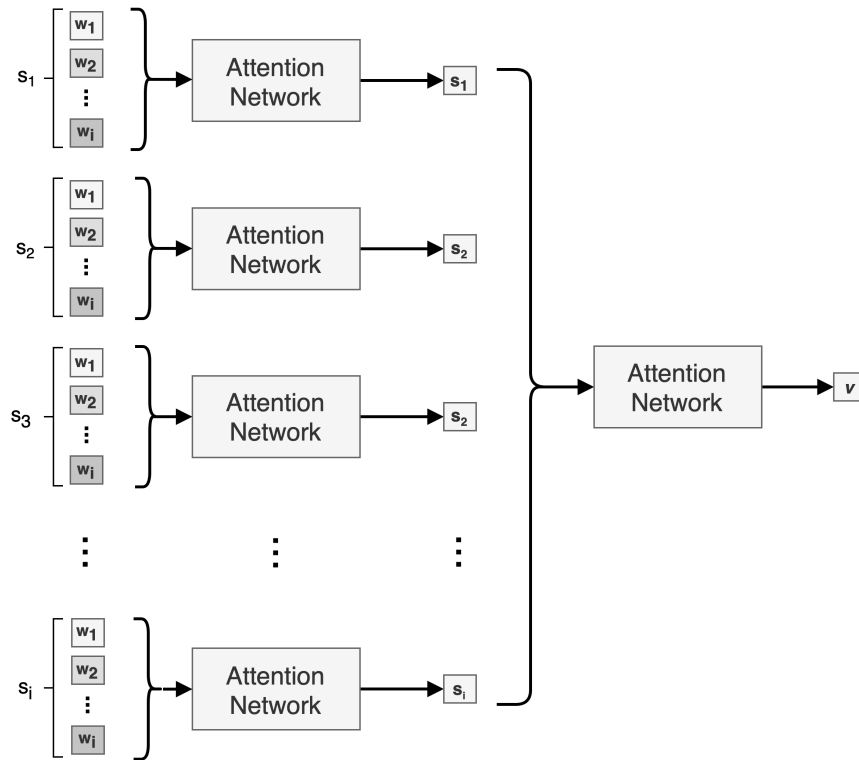 w1
w2
s1
...
wi
Attention
Network
s1
w1
w2
s2
...
wi
Attention
Network
s2
w1
w2
s3
...
wi
Attention
Network
s2
Attention
Network
v
...
...
...
w1
w2
si
...
wi
Attention
Network
si